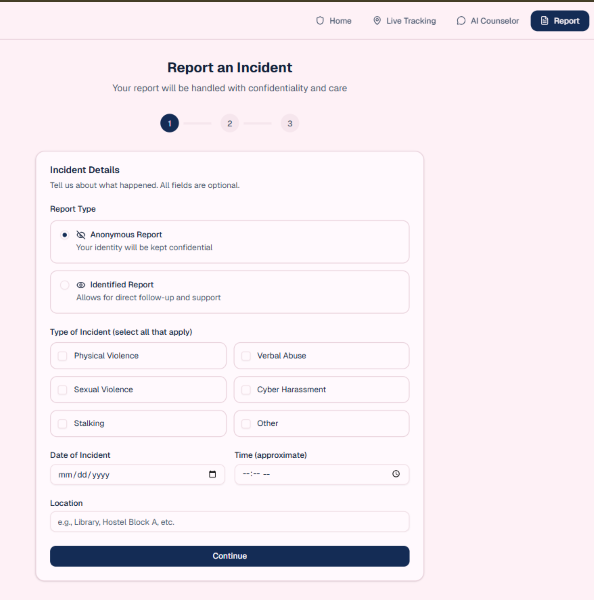 Home Live Tracking AI Counselor Report
Report an Incident
Your report will be handled with confidentiality and care
1 2 3
Incident Details
Tell us about what happened. All fields are optional.
Report Type
Anonymous Report
Your identity will be kept confidential
Identified Report
Allows for direct follow-up and support
Type of Incident (select all that apply)
Physical Violence Verbal Abuse
Sexual Violence Cyber Harassment
Stalking Other
Date of Incident Time (approximate)
mm/dd/yyyy --:-- --
Location
e.g., Library, Hostel Block A, etc.
Continue